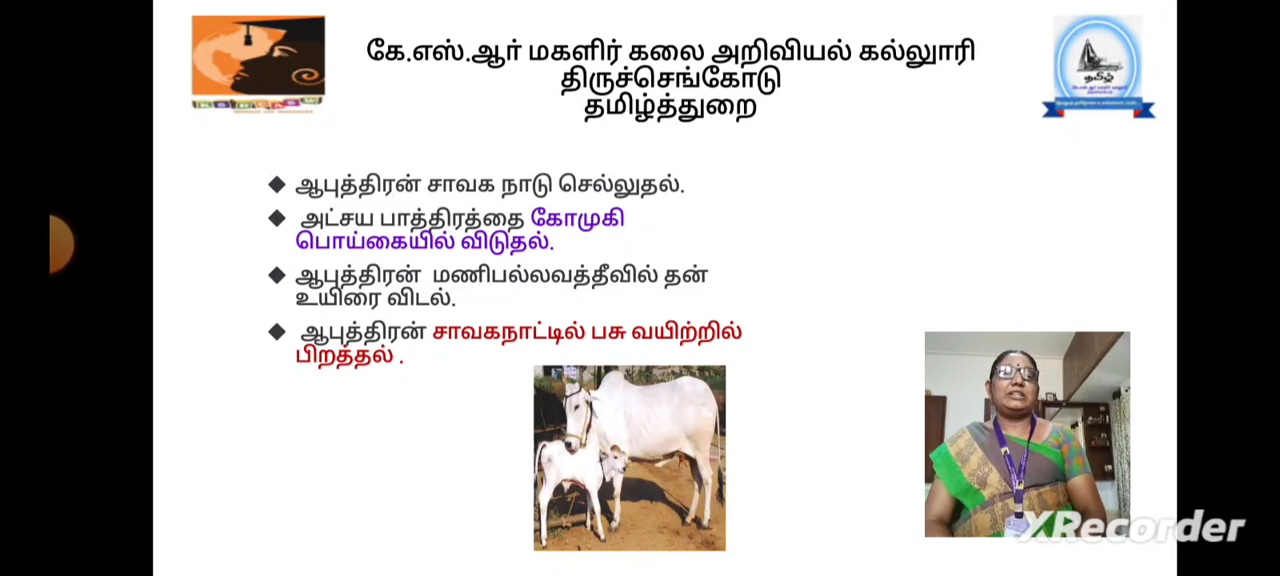 கே.எஸ்.ஆர் மகளிர் கலை அறிவியல் கல்லூரி
திருச்செங்கோடு
தமிழ்த்துறை
தமிழ்
◆ ஆபுத்திரன் சாவக நாடு செல்லுதல்.
◆ அட்சய பாத்திரத்தை கோமுகி
பொய்கையில் விடுதல்.
◆ ஆபுத்திரன் மணிபல்லவத்தீவில் தன்
உயிரை விடல்.
◆ ஆபுத்திரன் சாவகநாட்டில் பசு வயிற்றில்
பிறத்தல் .
XRecorder